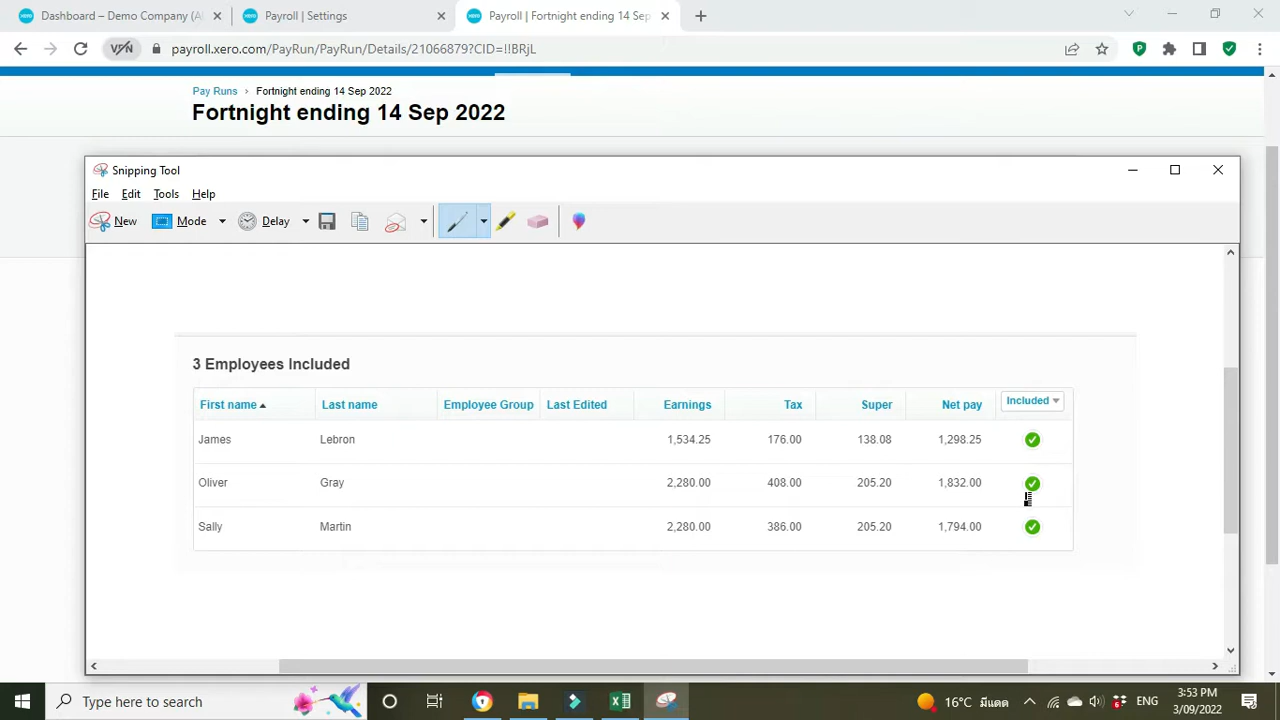 Dashboard – Demo Company (A
Payroll | Settings
Payroll | Fortnight ending 14 Sep
VPN
payroll.xero.com/PayRun/PayRun/Details/21066879?CID=!!BRjL
Pay Runs › Fortnight ending 14 Sep 2022
Fortnight ending 14 Sep 2022
Snipping Tool
File Edit Tools Help
New Mode Delay
3 Employees Included
First name Last name Employee Group Last Edited Earnings Tax Super Net pay Included
James Lebron 1,534.25 176.00 138.08 1,298.25
Oliver Gray 2,280.00 408.00 205.20 1,832.00
Sally Martin 2,280.00 386.00 205.20 1,794.00
Type here to search
16°C มีแดด
ENG
3:53 PM
3/09/2022